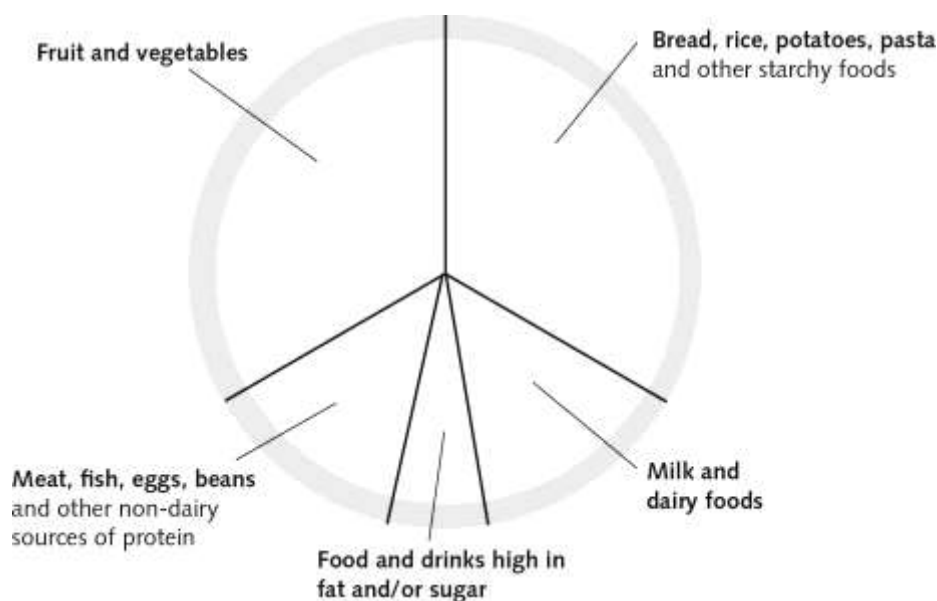 Fruit and vegetables
Bread, rice, potatoes, pasta
and other starchy foods
Meat, fish, eggs, beans
and other non-dairy
sources of protein
Food and drinks high in
fat and/or sugar
Milk and
dairy foods